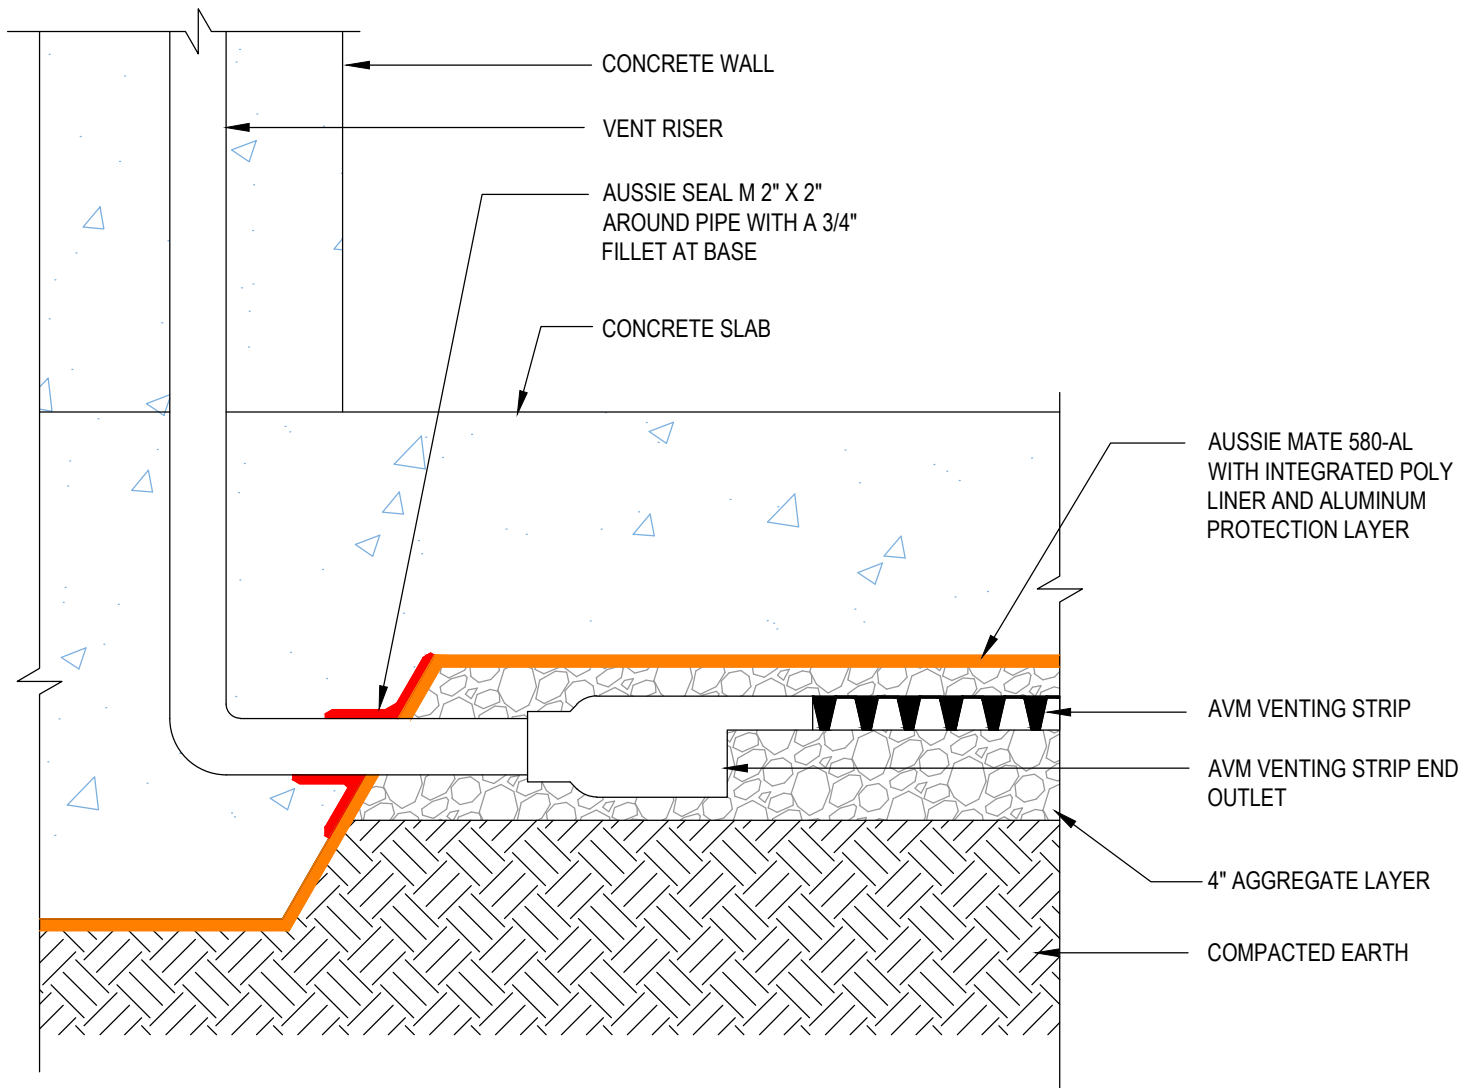 CONCRETE WALL
VENT RISER
AUSSIE SEAL M 2" X 2"
AROUND PIPE WITH A 3/4"
FILLET AT BASE
CONCRETE SLAB
AUSSIE MATE 580-AL
WITH INTEGRATED POLY
LINER AND ALUMINUM
PROTECTION LAYER
AVM VENTING STRIP
AVM VENTING STRIP END
OUTLET
4" AGGREGATE LAYER
COMPACTED EARTH